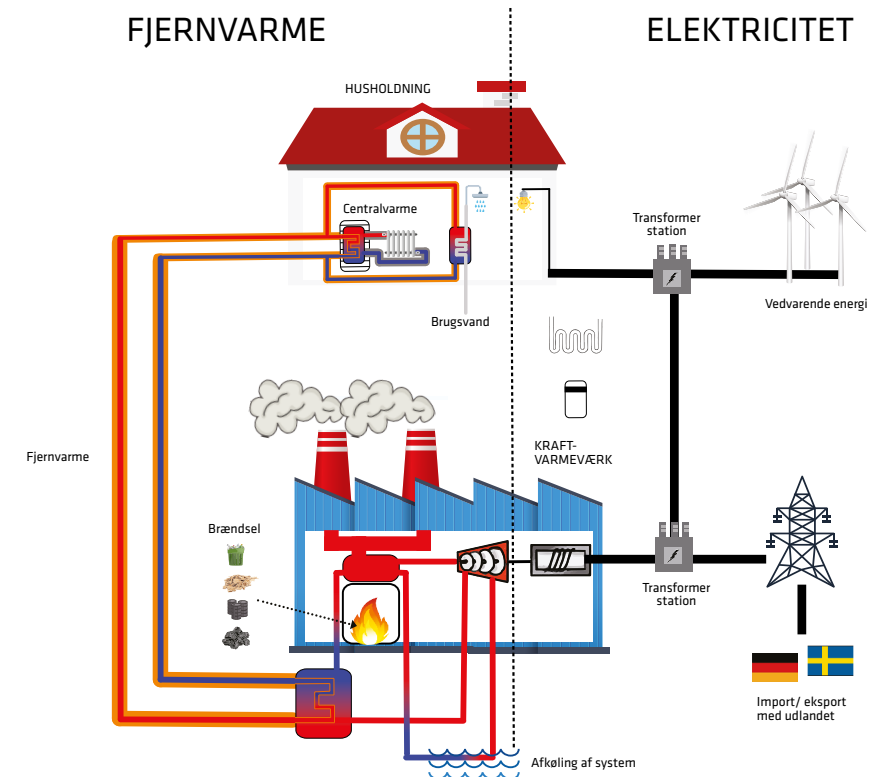 FJERNVARME
ELEKTRICITET
HUSHOLDNING
Centralvarme
Brugsvand
Transformer
station
Vedvarende energi
Fjernvarme
KRAFT-
VARMEVÆRK
Brændsel
Transformer
station
Import/ eksport
med udlandet
Afkøling af system